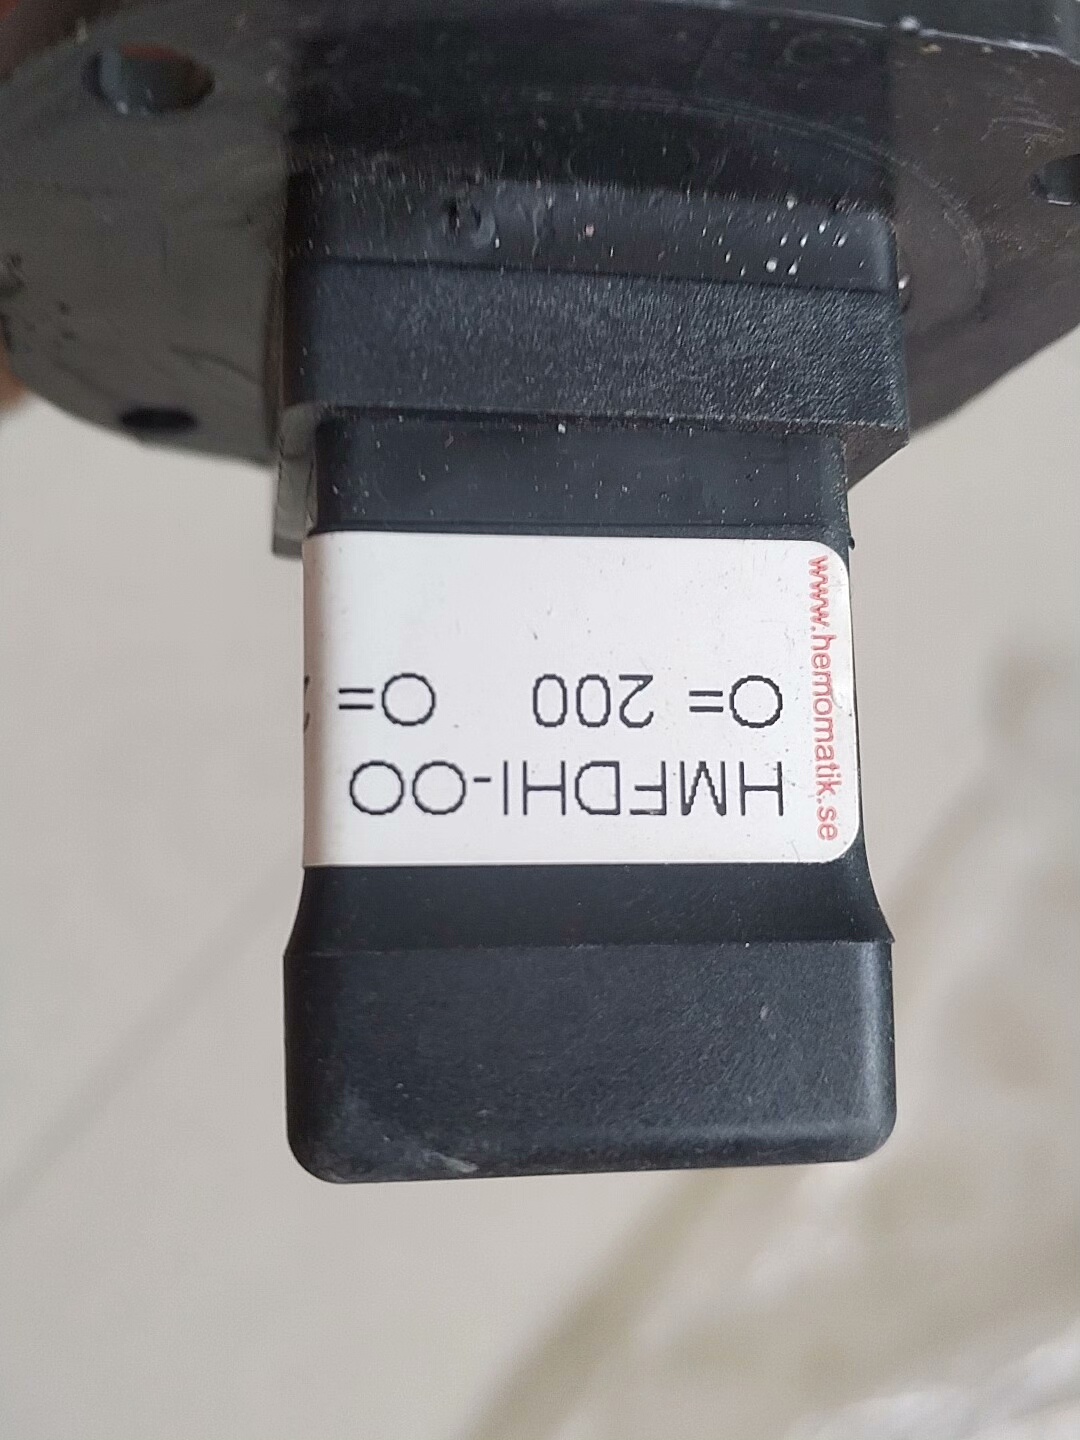 www.hemomatik.se
HMFDHI-OO
O= 200 O=